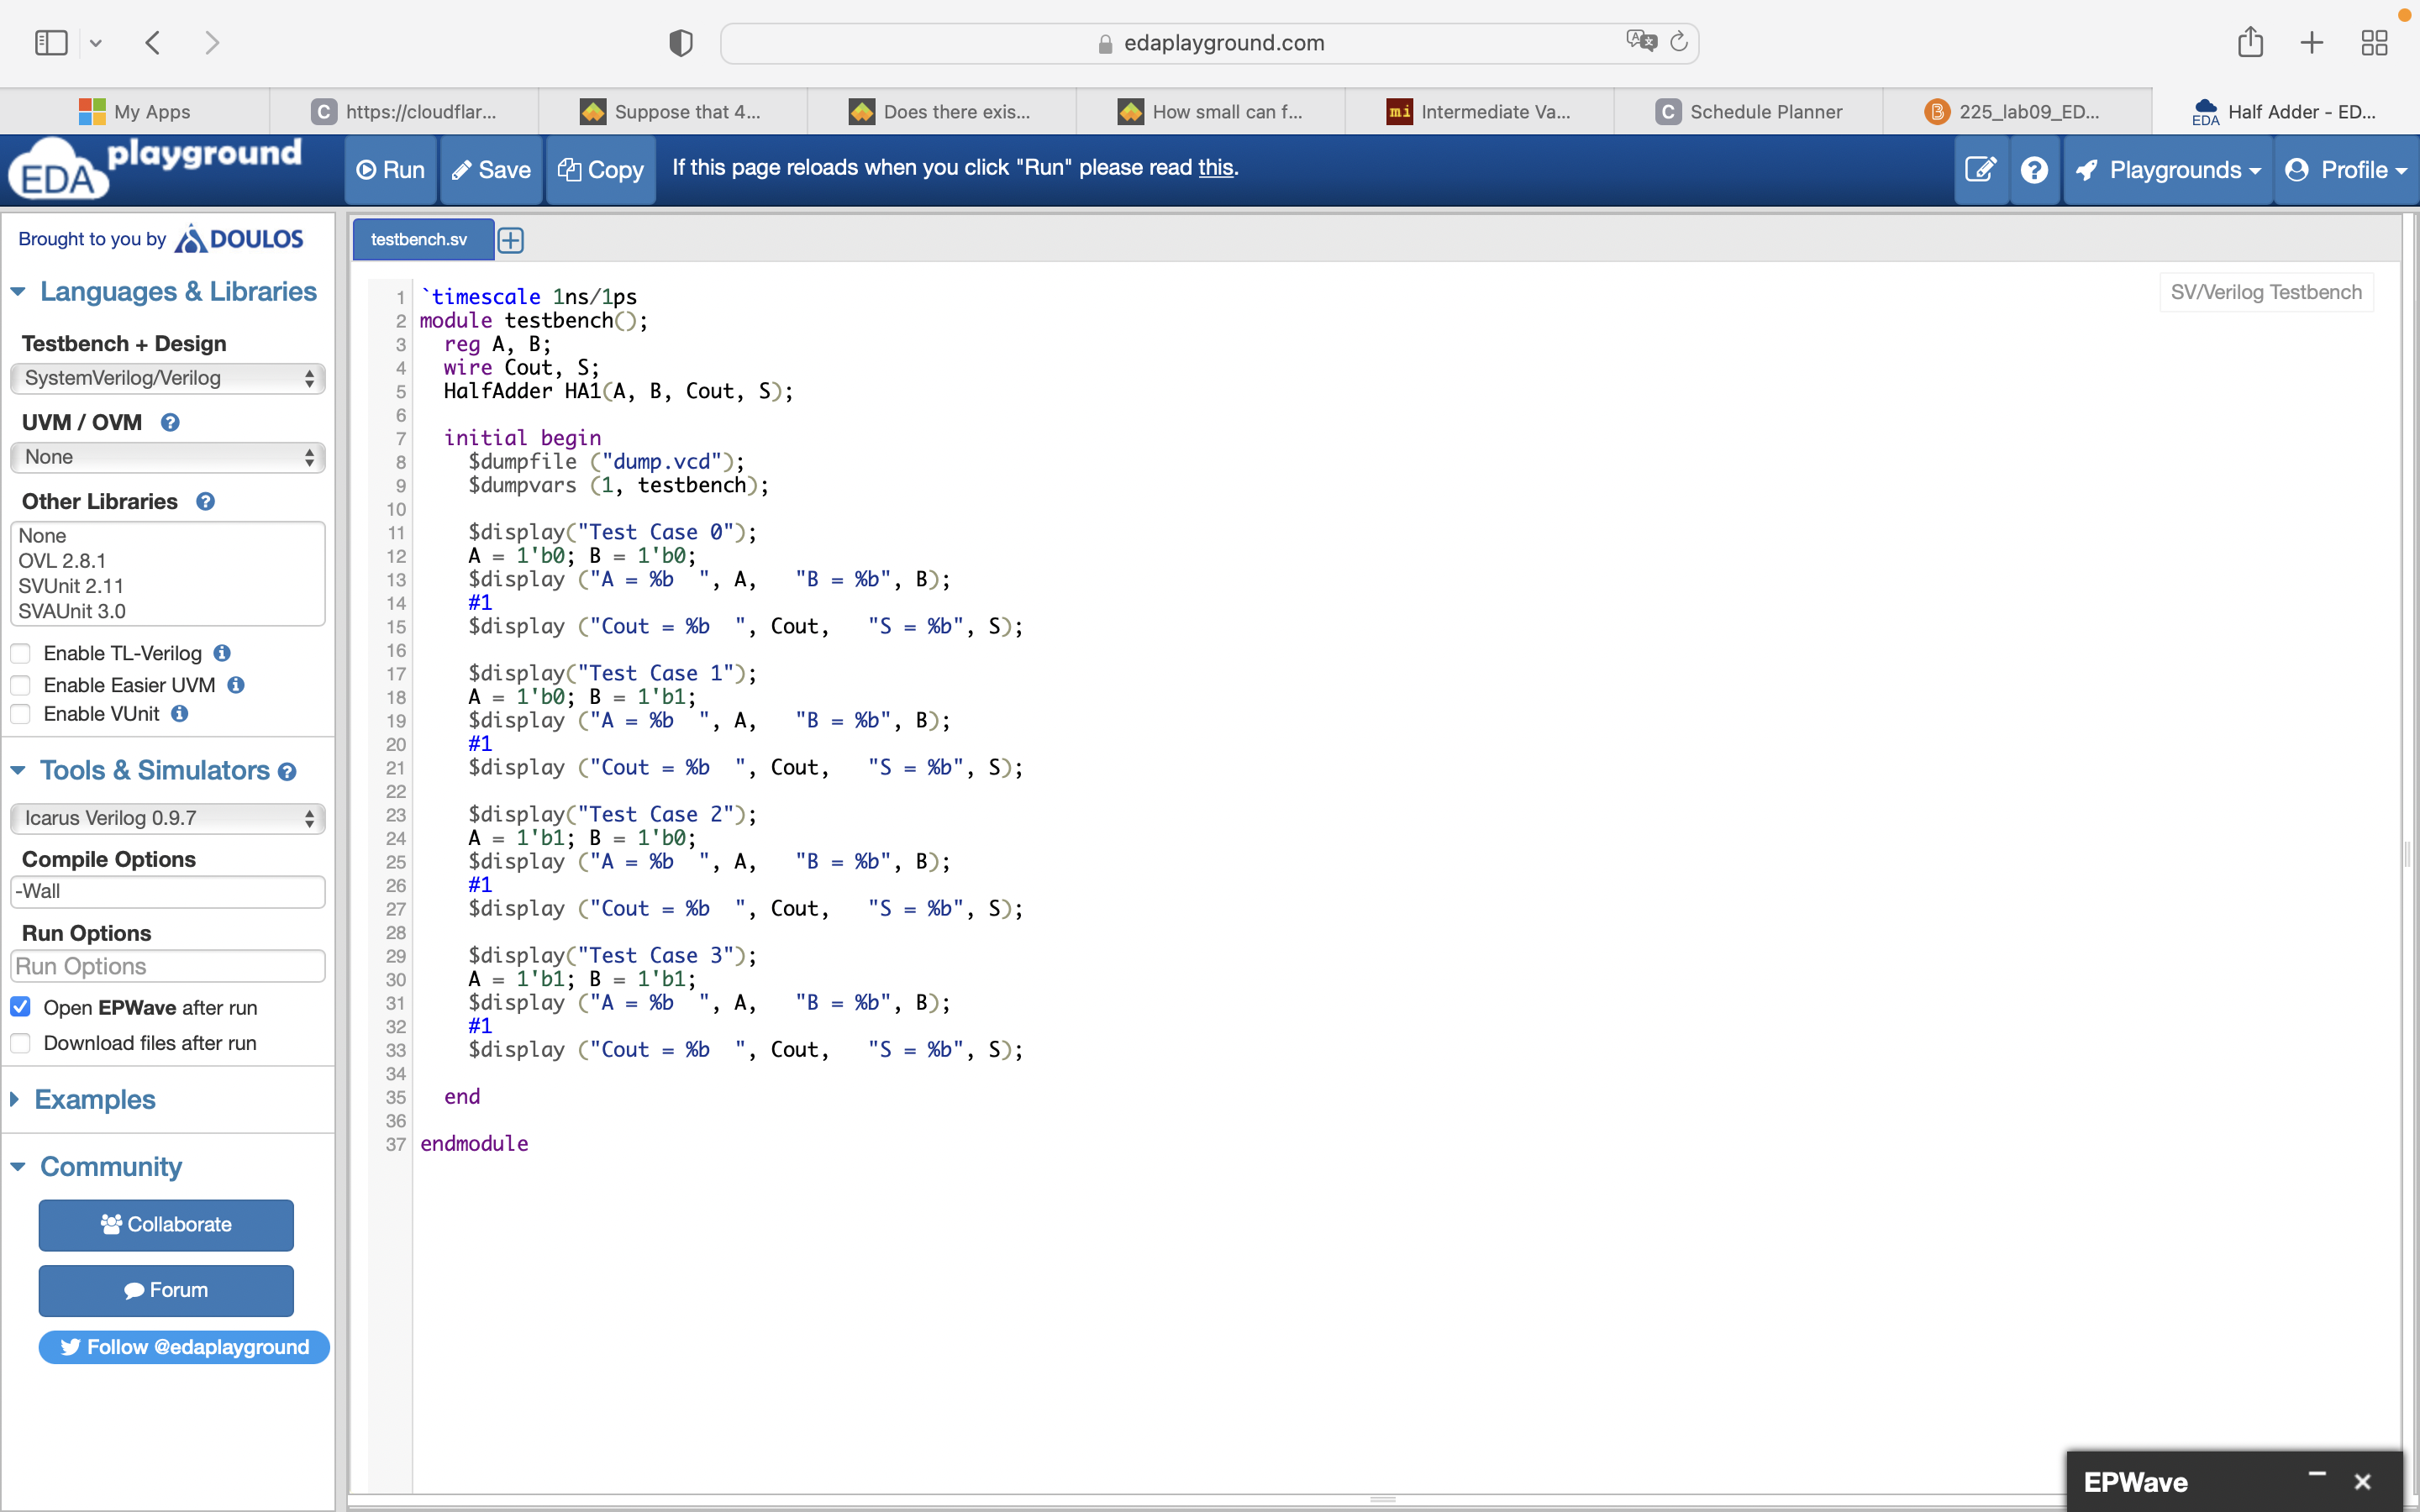 edaplayground.com
My Apps
https://cloudflar...
Suppose that 4...
Does there exis...
How small can f...
mi Intermediate Va...
C Schedule Planner
225_lab09_ED...
EDA Half Adder - ED...
EDA playground
Run
Save
Copy
If this page reloads when you click "Run" please read this.
Playgrounds
Profile
Brought to you by DOULOS
Languages & Libraries
Testbench + Design
SystemVerilog/Verilog
UVM / OVM
None
Other Libraries
None
OVL 2.8.1
SVUnit 2.11
SVAUnit 3.0
Enable TL-Verilog
Enable Easier UVM
Enable VUnit
Tools & Simulators
Icarus Verilog 0.9.7
Compile Options
-Wall
Run Options
Run Options
Open EPWave after run
Download files after run
Examples
Community
Collaborate
Forum
Follow @edaplayground
testbench.sv
SV/Verilog Testbench
1 `timescale 1ns/1ps
2 module testbench();
3   reg A, B;
4   wire Cout, S;
5   HalfAdder HA1(A, B, Cout, S);
6
7   initial begin
8     $dumpfile ("dump.vcd");
9     $dumpvars (1, testbench);
10
11     $display("Test Case 0");
12     A = 1'b0; B = 1'b0;
13     $display ("A = %b  ", A,   "B = %b", B);
14     #1
15     $display ("Cout = %b  ", Cout,   "S = %b", S);
16
17     $display("Test Case 1");
18     A = 1'b0; B = 1'b1;
19     $display ("A = %b  ", A,   "B = %b", B);
20     #1
21     $display ("Cout = %b  ", Cout,   "S = %b", S);
22
23     $display("Test Case 2");
24     A = 1'b1; B = 1'b0;
25     $display ("A = %b  ", A,   "B = %b", B);
26     #1
27     $display ("Cout = %b  ", Cout,   "S = %b", S);
28
29     $display("Test Case 3");
30     A = 1'b1; B = 1'b1;
31     $display ("A = %b  ", A,   "B = %b", B);
32     #1
33     $display ("Cout = %b  ", Cout,   "S = %b", S);
34
35   end
36
37 endmodule
EPWave